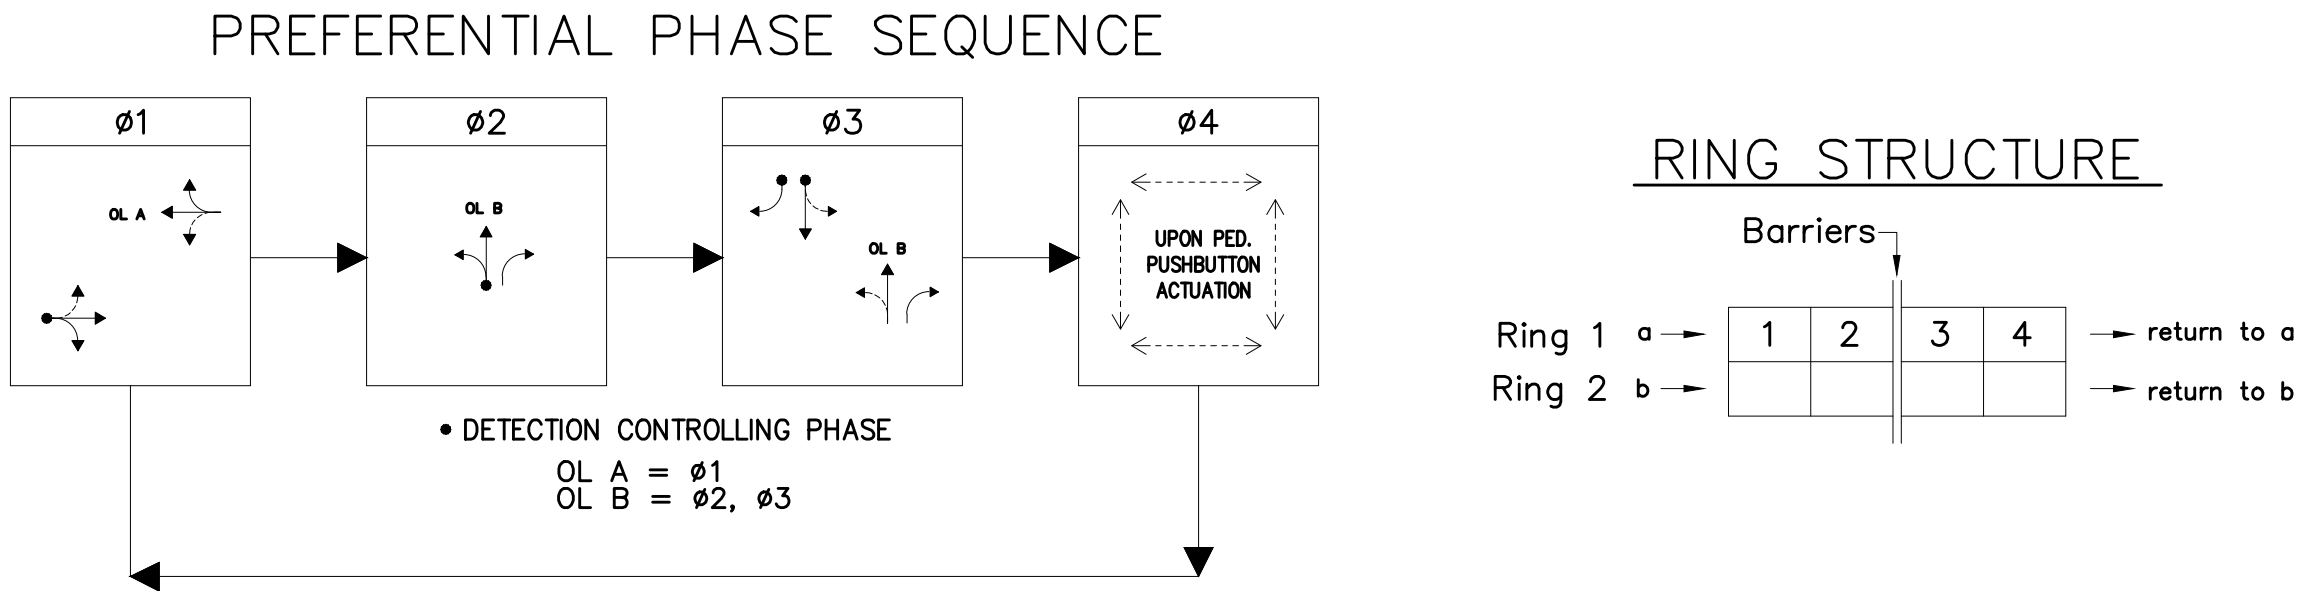 PREFERENTIAL PHASE SEQUENCE
ø1
ø2
ø3
ø4
OL A
OL B
OL B
UPON PED.
PUSHBUTTON
ACTUATION
• DETECTION CONTROLLING PHASE
OL A = ø1
OL B = ø2, ø3
RING STRUCTURE
Barriers
Ring 1 a 1 2 3 4 return to a
Ring 2 b return to b